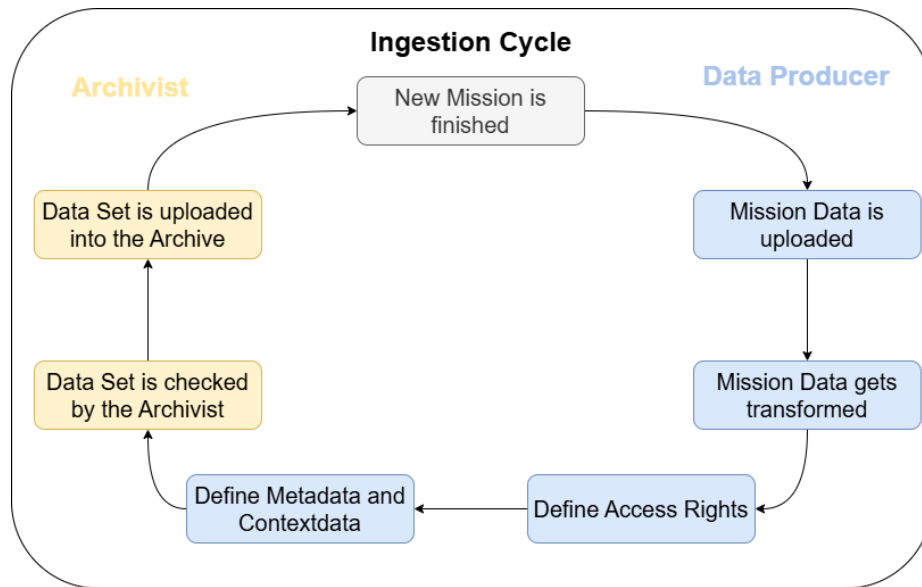 Ingestion Cycle
Archivist
Data Producer
New Mission is
finished
Data Set is uploaded
into the Archive
Mission Data is
uploaded
Data Set is checked
by the Archivist
Mission Data gets
transformed
Define Metadata and
Contextdata
Define Access Rights